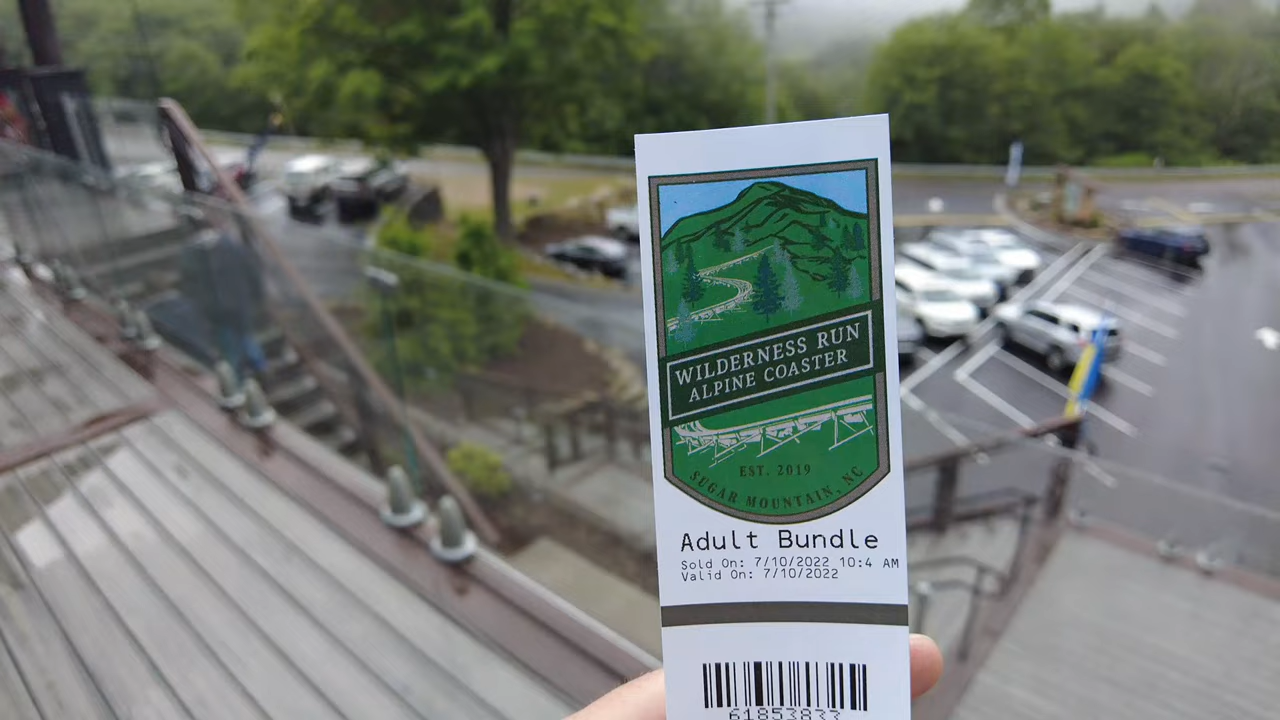 WILDERNESS RUN
ALPINE COASTER
EST. 2019
SUGAR MOUNTAIN, NC
Adult Bundle
Sold On: 7/10/2022 10:4 AM
Valid On: 7/10/2022
61853833